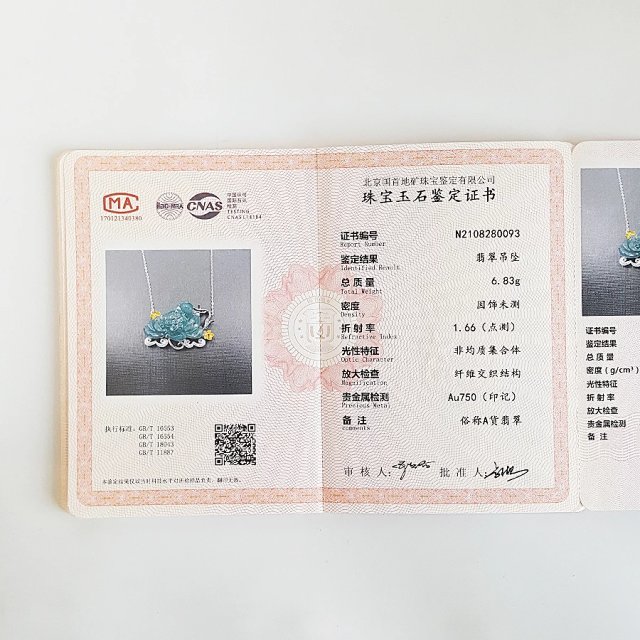 MA
170121340380
ilac-MRA
CNAS
中国认可
国际互认
检测
TESTING
CNAS L18184
执行标准: GB/T 16553
GB/T 16554
GB/T 18043
GB/T 11887
北京国首地矿珠宝鉴定有限公司
珠宝玉石鉴定证书
证书编号 N2108280093
Report Number
鉴定结果 翡翠吊坠
Identified Result
总质量 6.83g
Total Weight
密度 因饰未测
Density
折射率 1.66（点测）
Refractive Index
光性特征 非均质集合体
Optic Character
放大检查 纤维交织结构
Magnification
贵金属检测 Au750（印记）
Precious Metal
备注 俗称A货翡翠
comments
审核人: 批准人:
证书编号
鉴定结果
总质量
密度（g/cm³）
光性特征
折射率
放大检查
贵金属检测
备注